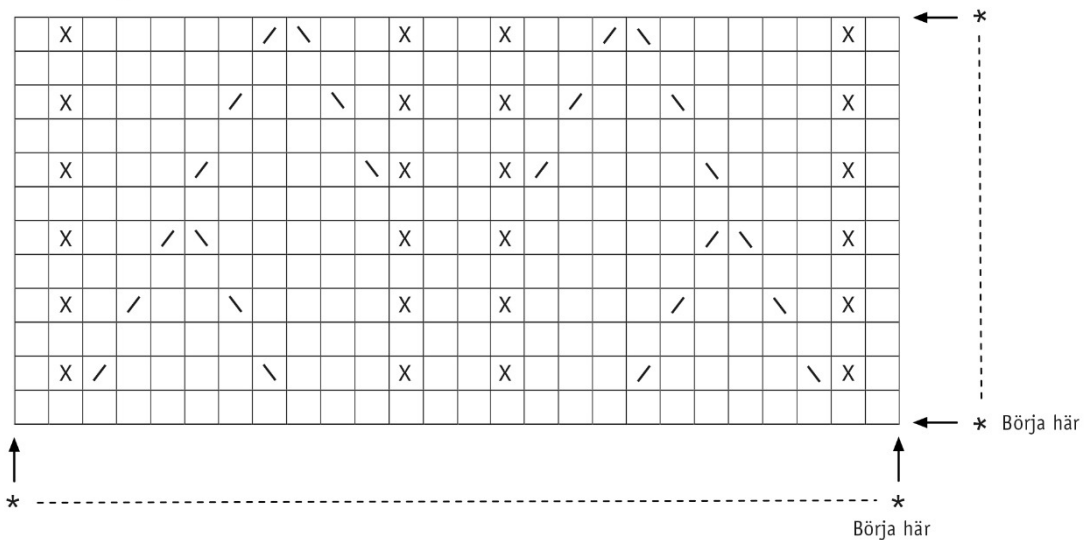 X / \ X X / \ X *
X / \ X X / \ X
X / \ X X / \ X
X / \ X X / \ X
X / \ X X / \ X
X / \ X X / \ X
* Börja här
* *
Börja här